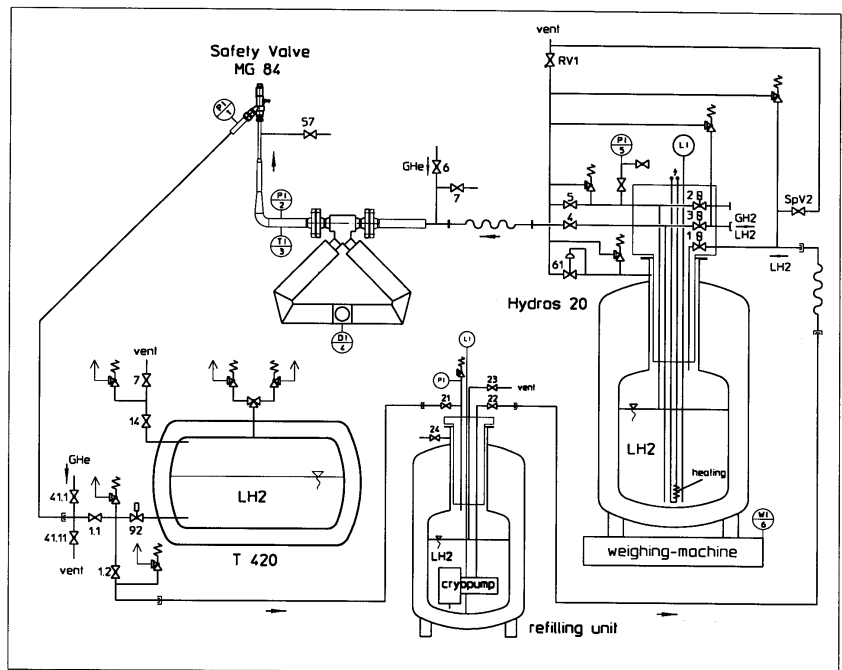 Safety Valve
MG 84
PI
1
57
PI
2
TI
3
DI
4
GHe
6
7
vent
RV1
PI
5
LI
5
4
61
2
3
1
SpV2
GH2
LH2
LH2
Hydros 20
LH2
heating
WI
6
weighing-machine
vent
7
14
GHe
41.1
41.11
vent
1.1
92
1.2
LH2
T 420
LI
PI
21
23
vent
22
24
LH2
cryopump
refilling unit